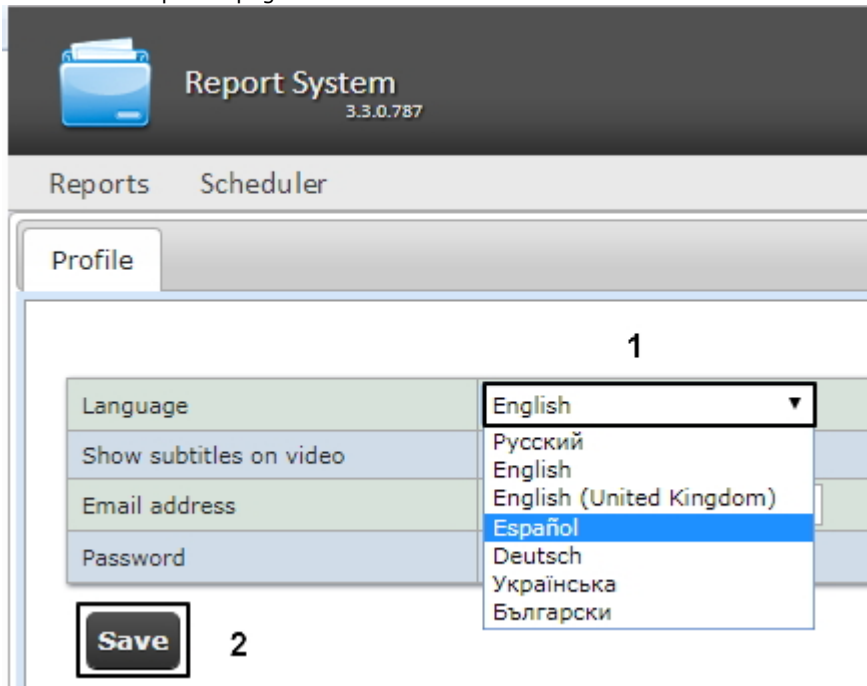 Report System
3.3.0.787
Reports Scheduler
Profile
1
Language English
Show subtitles on video
Email address
Password
Русский
English
English (United Kingdom)
Español
Deutsch
Українська
Български
Save 2